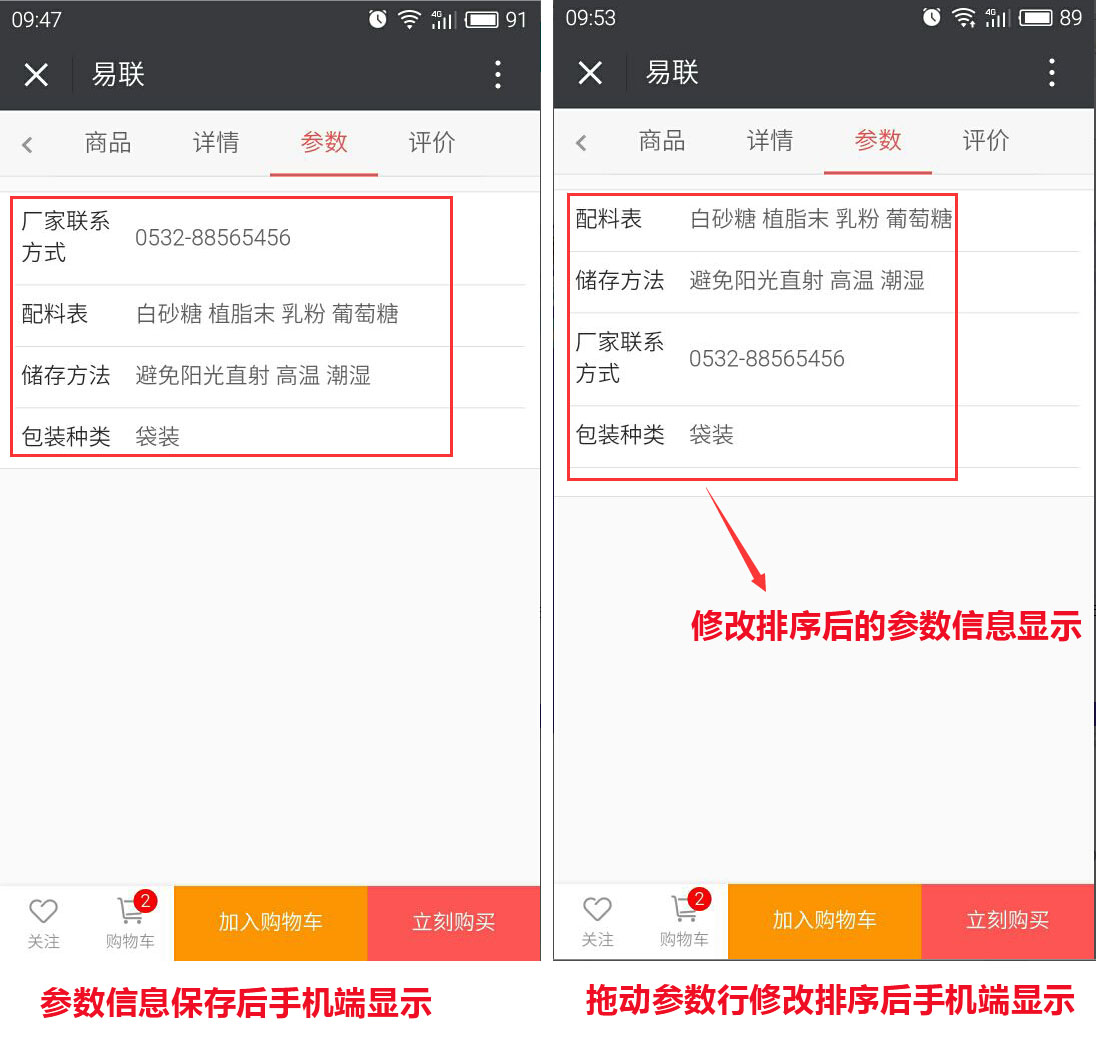 09:47
4G
91
易联
商品 详情 参数 评价
厂家联系
方式
0532-88565456
配料表 白砂糖 植脂末 乳粉 葡萄糖
储存方法 避免阳光直射 高温 潮湿
包装种类 袋装
关注
2
购物车
加入购物车
立刻购买
参数信息保存后手机端显示
09:53
4G
89
易联
商品 详情 参数 评价
配料表 白砂糖 植脂末 乳粉 葡萄糖
储存方法 避免阳光直射 高温 潮湿
厂家联系
方式
0532-88565456
包装种类 袋装
修改排序后的参数信息显示
关注
2
购物车
加入购物车
立刻购买
拖动参数行修改排序后手机端显示